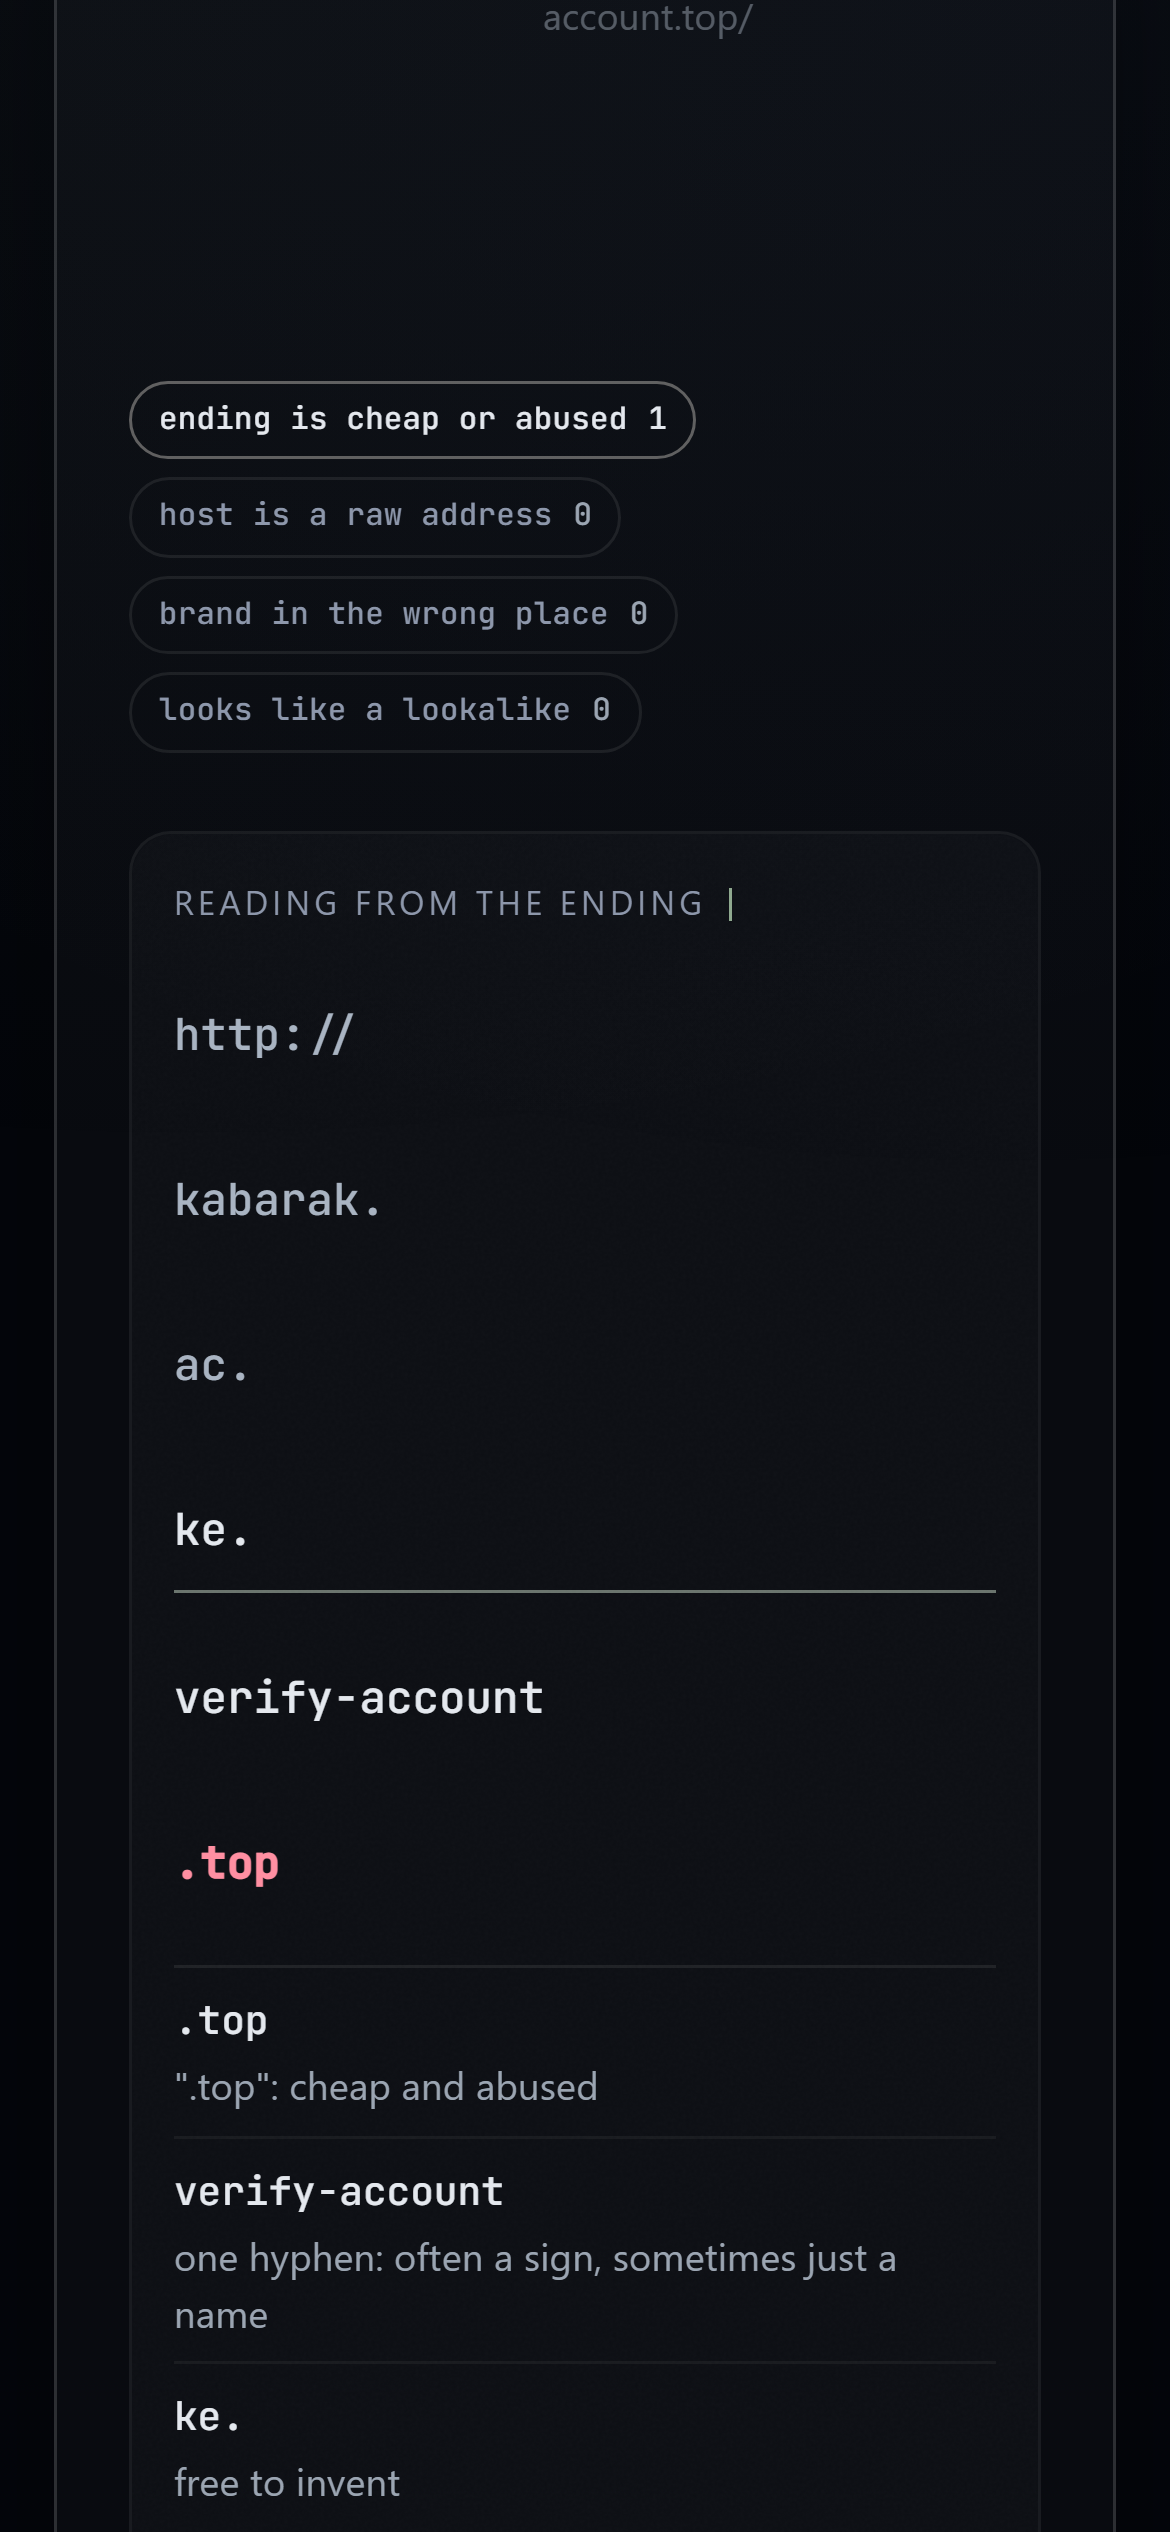 account.top/
ending is cheap or abused 1
host is a raw address 0
brand in the wrong place 0
looks like a lookalike 0
READING FROM THE ENDING
http://
kabarak.
ac.
ke.
verify-account
.top
.top
".top": cheap and abused
verify-account
one hyphen: often a sign, sometimes just a
name
ke.
free to invent